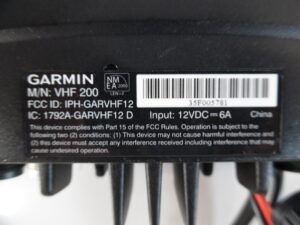 GARMIN
M/N: VHF 200
NMEA 2000
FCC ID: IPH-GARVHF12
35F005781
IC: 1792A-GARVHF12 D Input: 12VDC⎓6A China
This device complies with Part 15 of the FCC Rules. Operation is subject to the
following two (2) conditions: (1) This device may not cause harmful interference and
(2) this device must accept any interference received including interference that may
cause undesired operation.